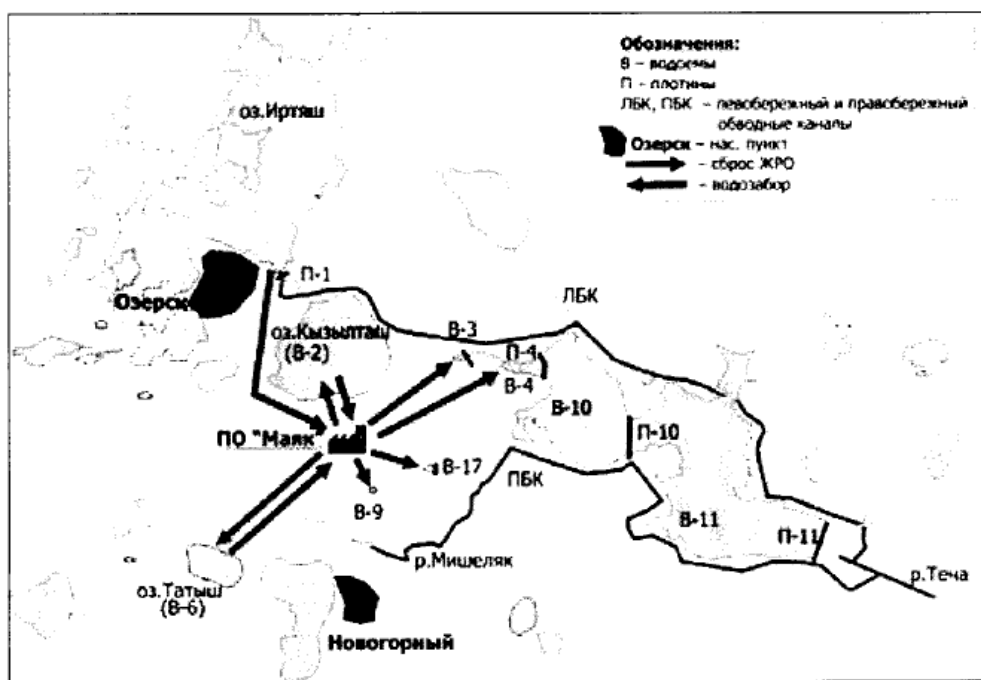 Обозначения:
В – водоемы
П – плотины
ЛБК, ПБК – левобережный и правобережный
обводные каналы
Озерск – нас. пункт
– сброс ЖРО
– водозабор
оз.Иртяш
П-1
Озерск
ЛБК
оз.Кызылташ
(В-2)
В-3
П-4
В-4
В-10
ПО "Маяк
П-10
В-17
ПБК
В-9
В-11
П-11
р.Мишеляк
р.Теча
оз.Татыш
(В-6)
Новогорный